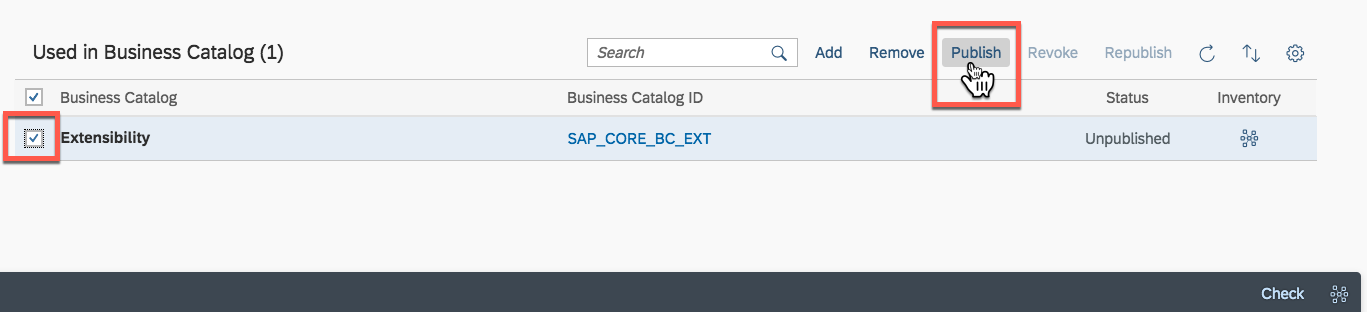 Used in Business Catalog (1) Search Add Remove Publish Revoke Republish
Business Catalog Business Catalog ID Status Inventory
Extensibility SAP_CORE_BC_EXT Unpublished
Check